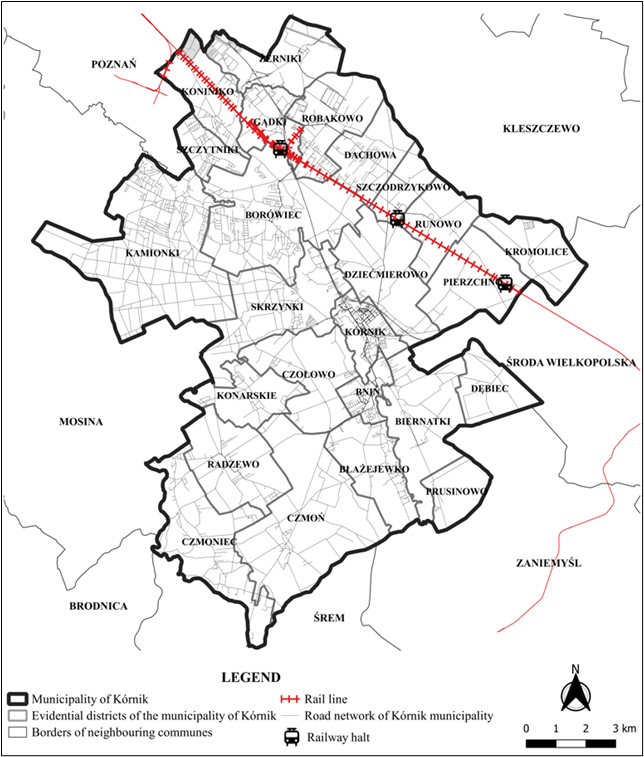 POZNAŃ
ŻERNIKI
KONINIKO
GĄDKI
ROBAKOWO
KLESZCZEWO
SZCZYTNIKI
DACHOWA
SZCZODRZYKOWO
BORÓWIEC
RUNOWO
KAMIONKI
KROMOLICE
DZIEĆMIEROWO
PIERZCHNO
SKRZYNKI
KÓRNIK
ŚRODA WIELKOPOLSKA
CZOŁOWO
DĘBIEC
KONARSKIE
BNIN
MOSINA
BIERNATKI
RADZEWO
BŁAŻEJEWKO
PRUSINOWO
CZMOŃ
CZMONIEC
ZANIEMYŚL
BRODNICA
ŚREM
LEGEND
Municipality of Kórnik
Evidential districts of the municipality of Kórnik
Borders of neighbouring communes
Rail line
Road network of Kórnik municipality
Railway halt
N
0 1 2 3 km